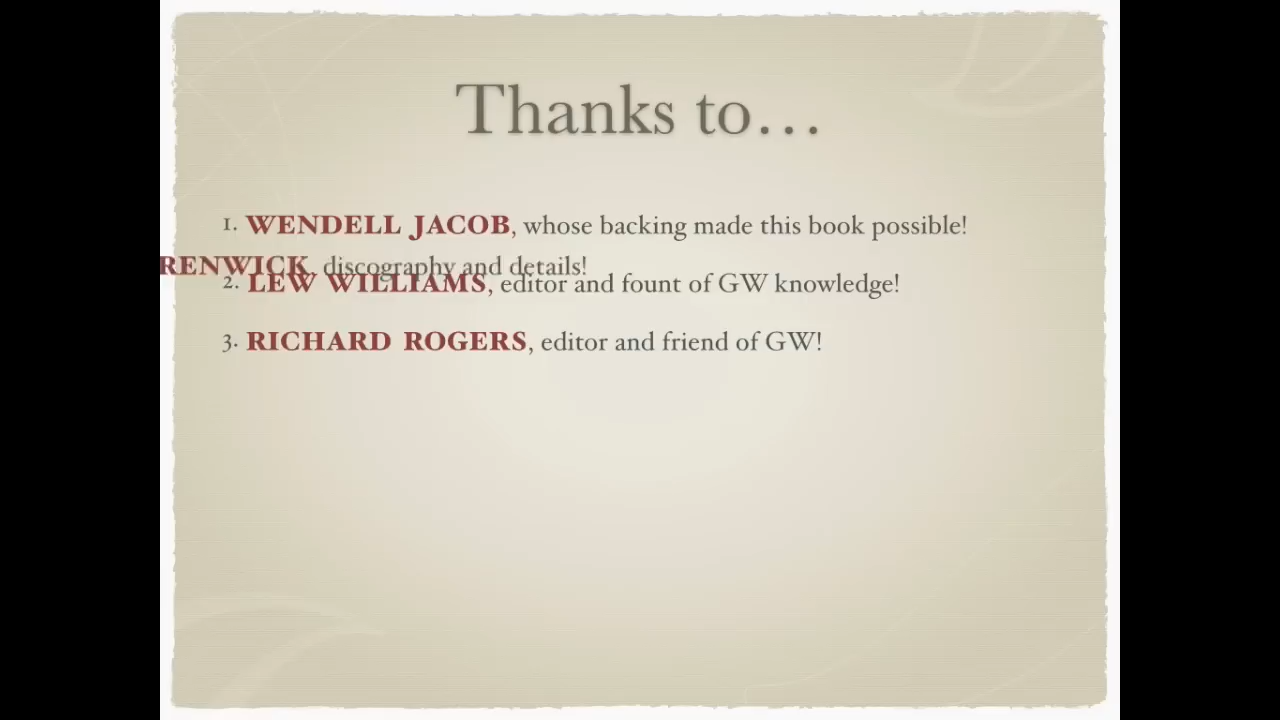 Thanks to…
1. WENDELL JACOB, whose backing made this book possible!
RENWICK, discography and details!
2. LEW WILLIAMS, editor and fount of GW knowledge!
3. RICHARD ROGERS, editor and friend of GW!